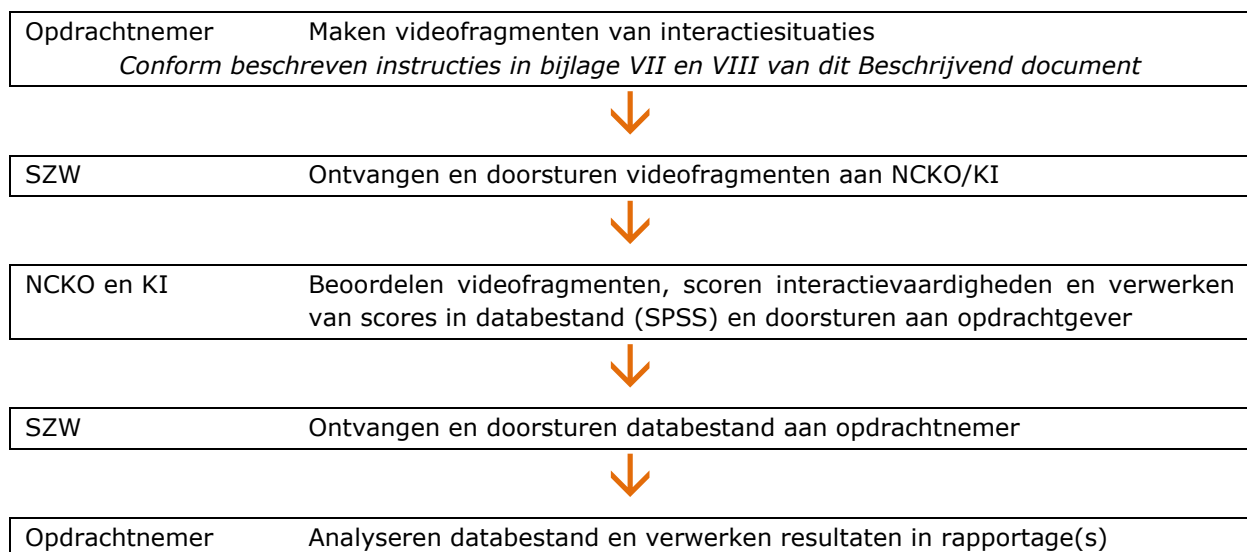 Opdrachtnemer Maken videofragmenten van interactiesituaties
Conform beschreven instructies in bijlage VII en VIII van dit Beschrijvend document
SZW Ontvangen en doorsturen videofragmenten aan NCKO/KI
NCKO en KI Beoordelen videofragmenten, scoren interactievaardigheden en verwerken
van scores in databestand (SPSS) en doorsturen aan opdrachtgever
SZW Ontvangen en doorsturen databestand aan opdrachtnemer
Opdrachtnemer Analyseren databestand en verwerken resultaten in rapportage(s)